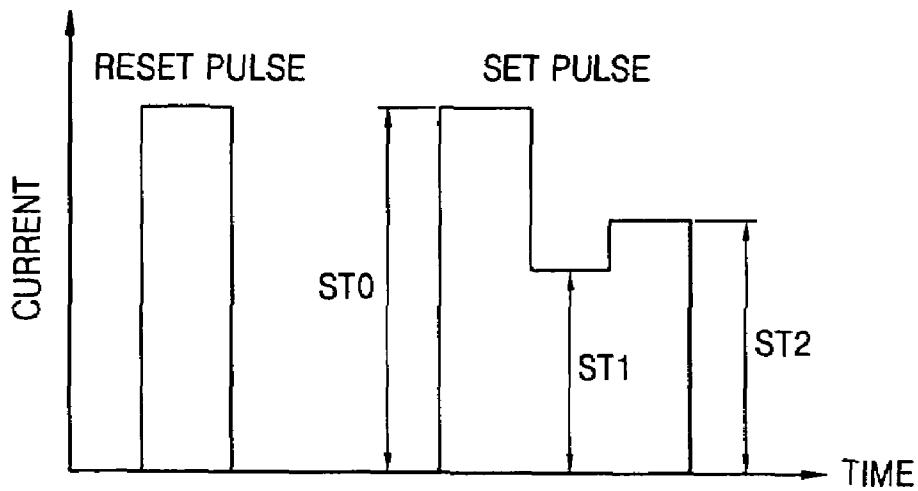 RESET PULSE
SET PULSE
CURRENT
ST0
ST1
ST2
TIME